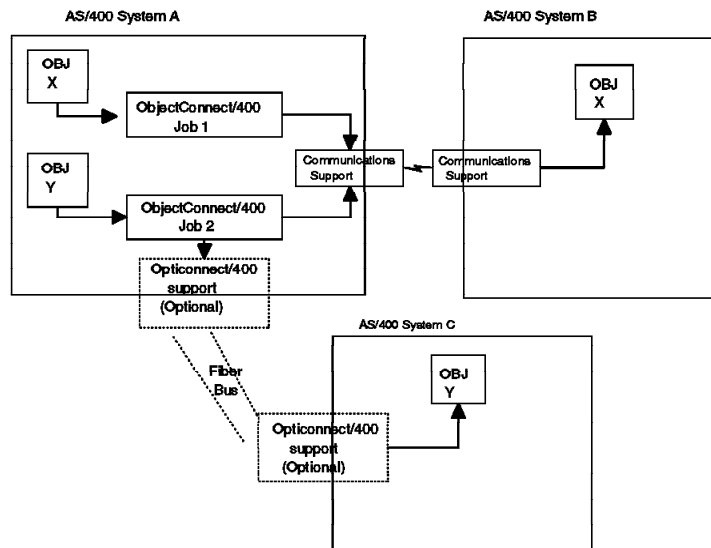 AS/400 System A
AS/400 System B
OBJ
X
ObjectConnect/400
Job 1
OBJ
X
Communications
Support
Communications
Support
OBJ
Y
ObjectConnect/400
Job 2
Opticonnect/400
support
(Optional)
AS/400 System C
Fiber
Bus
OBJ
Y
Opticonnect/400
support
(Optional)